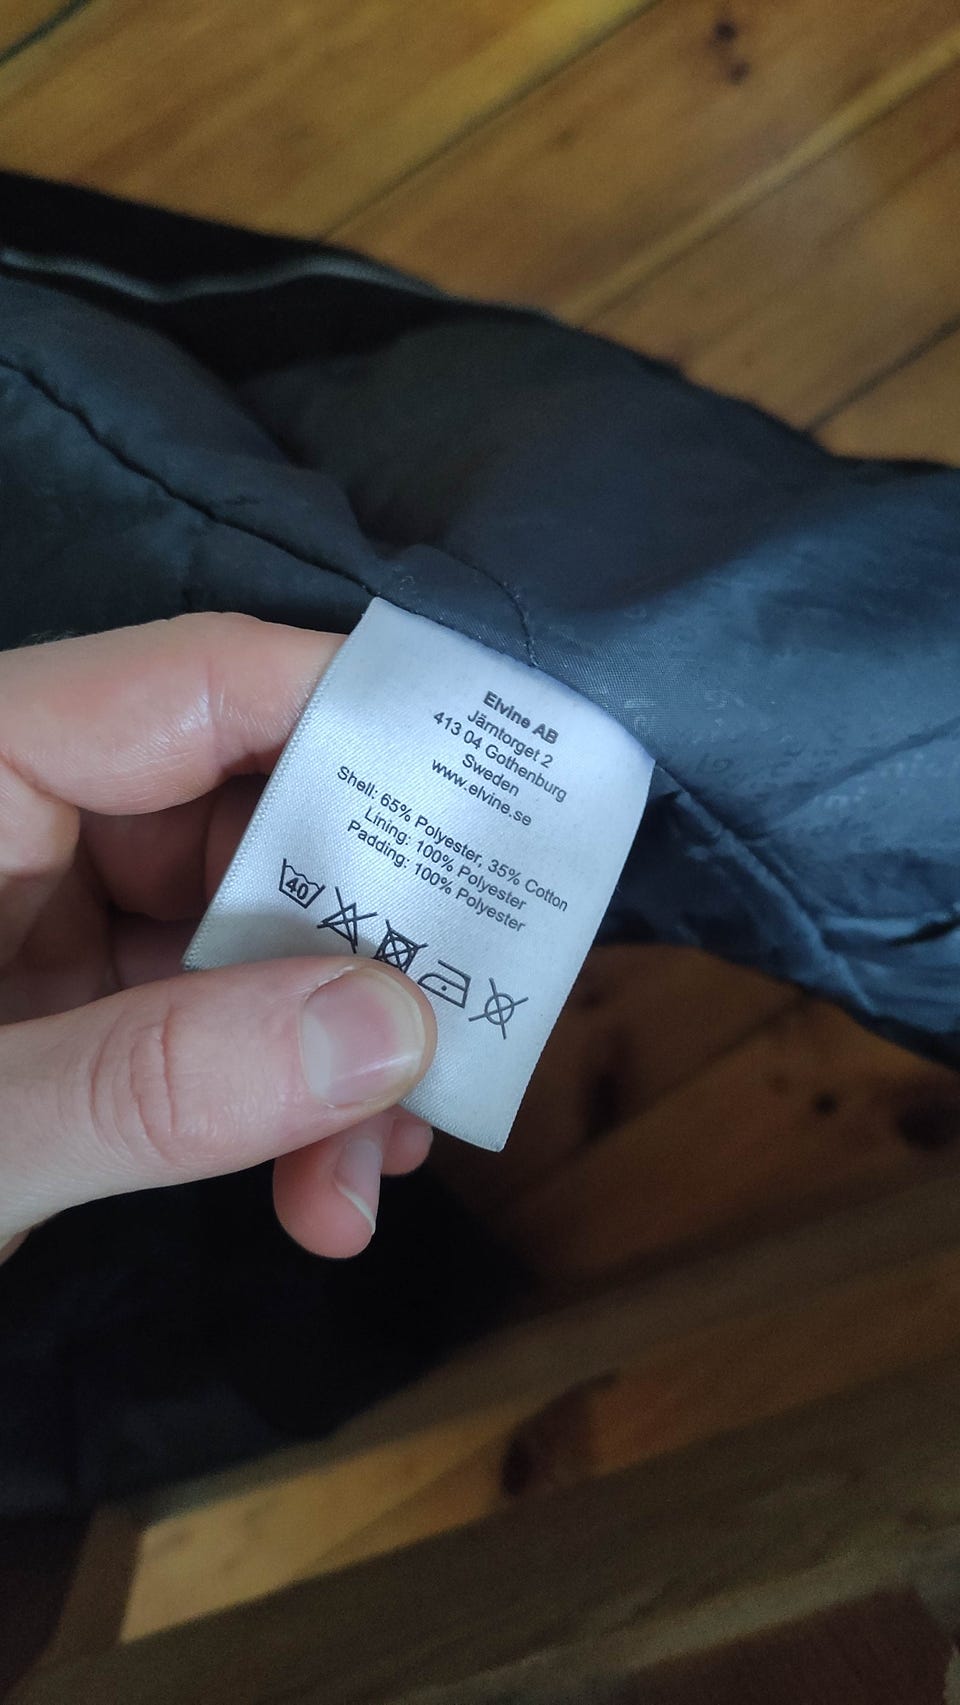 Elvine AB
Järntorget 2
413 04 Gothenburg
Sweden
www.elvine.se
Shell: 65% Polyester, 35% Cotton
Lining: 100% Polyester
Padding: 100% Polyester
40